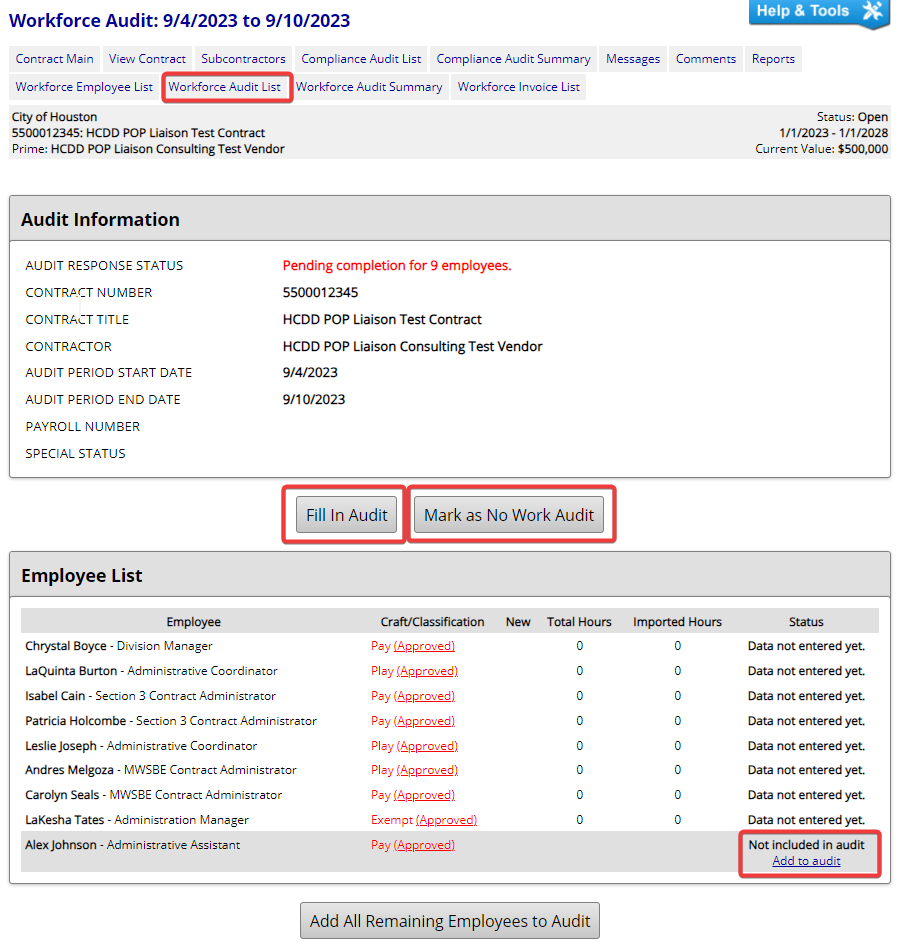 Workforce Audit: 9/4/2023 to 9/10/2023
Help & Tools
Contract Main View Contract Subcontractors Compliance Audit List Compliance Audit Summary Messages Comments Reports
Workforce Employee List Workforce Audit List Workforce Audit Summary Workforce Invoice List
City of Houston Status: Open
5500012345: HCDD POP Liaison Test Contract 1/1/2023 - 1/1/2028
Prime: HCDD POP Liaison Consulting Test Vendor Current Value: $500,000
Audit Information
AUDIT RESPONSE STATUS Pending completion for 9 employees.
CONTRACT NUMBER 5500012345
CONTRACT TITLE HCDD POP Liaison Test Contract
CONTRACTOR HCDD POP Liaison Consulting Test Vendor
AUDIT PERIOD START DATE 9/4/2023
AUDIT PERIOD END DATE 9/10/2023
PAYROLL NUMBER
SPECIAL STATUS
Fill In Audit Mark as No Work Audit
Employee List
Employee Craft/Classification New Total Hours Imported Hours Status
Chrystal Boyce - Division Manager Pay (Approved) 0 0 Data not entered yet.
LaQuinta Burton - Administrative Coordinator Play (Approved) 0 0 Data not entered yet.
Isabel Cain - Section 3 Contract Administrator Pay (Approved) 0 0 Data not entered yet.
Patricia Holcombe - Section 3 Contract Administrator Pay (Approved) 0 0 Data not entered yet.
Leslie Joseph - Administrative Coordinator Play (Approved) 0 0 Data not entered yet.
Andres Melgoza - MWSBE Contract Administrator Play (Approved) 0 0 Data not entered yet.
Carolyn Seals - MWSBE Contract Administrator Pay (Approved) 0 0 Data not entered yet.
LaKesha Tates - Administration Manager Exempt (Approved) 0 0 Data not entered yet.
Alex Johnson - Administrative Assistant Pay (Approved) Not included in audit
Add to audit
Add All Remaining Employees to Audit